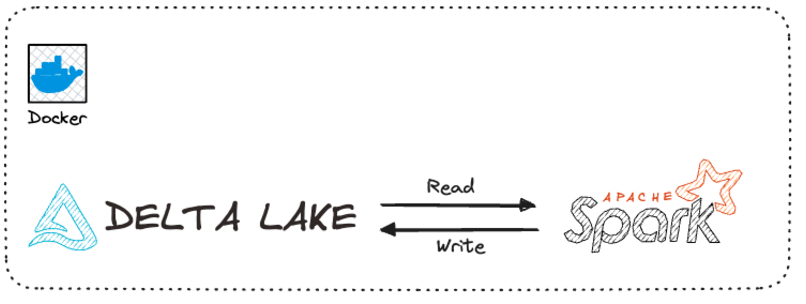 Docker
DELTA LAKE
Read
Write
APACHE
Spark